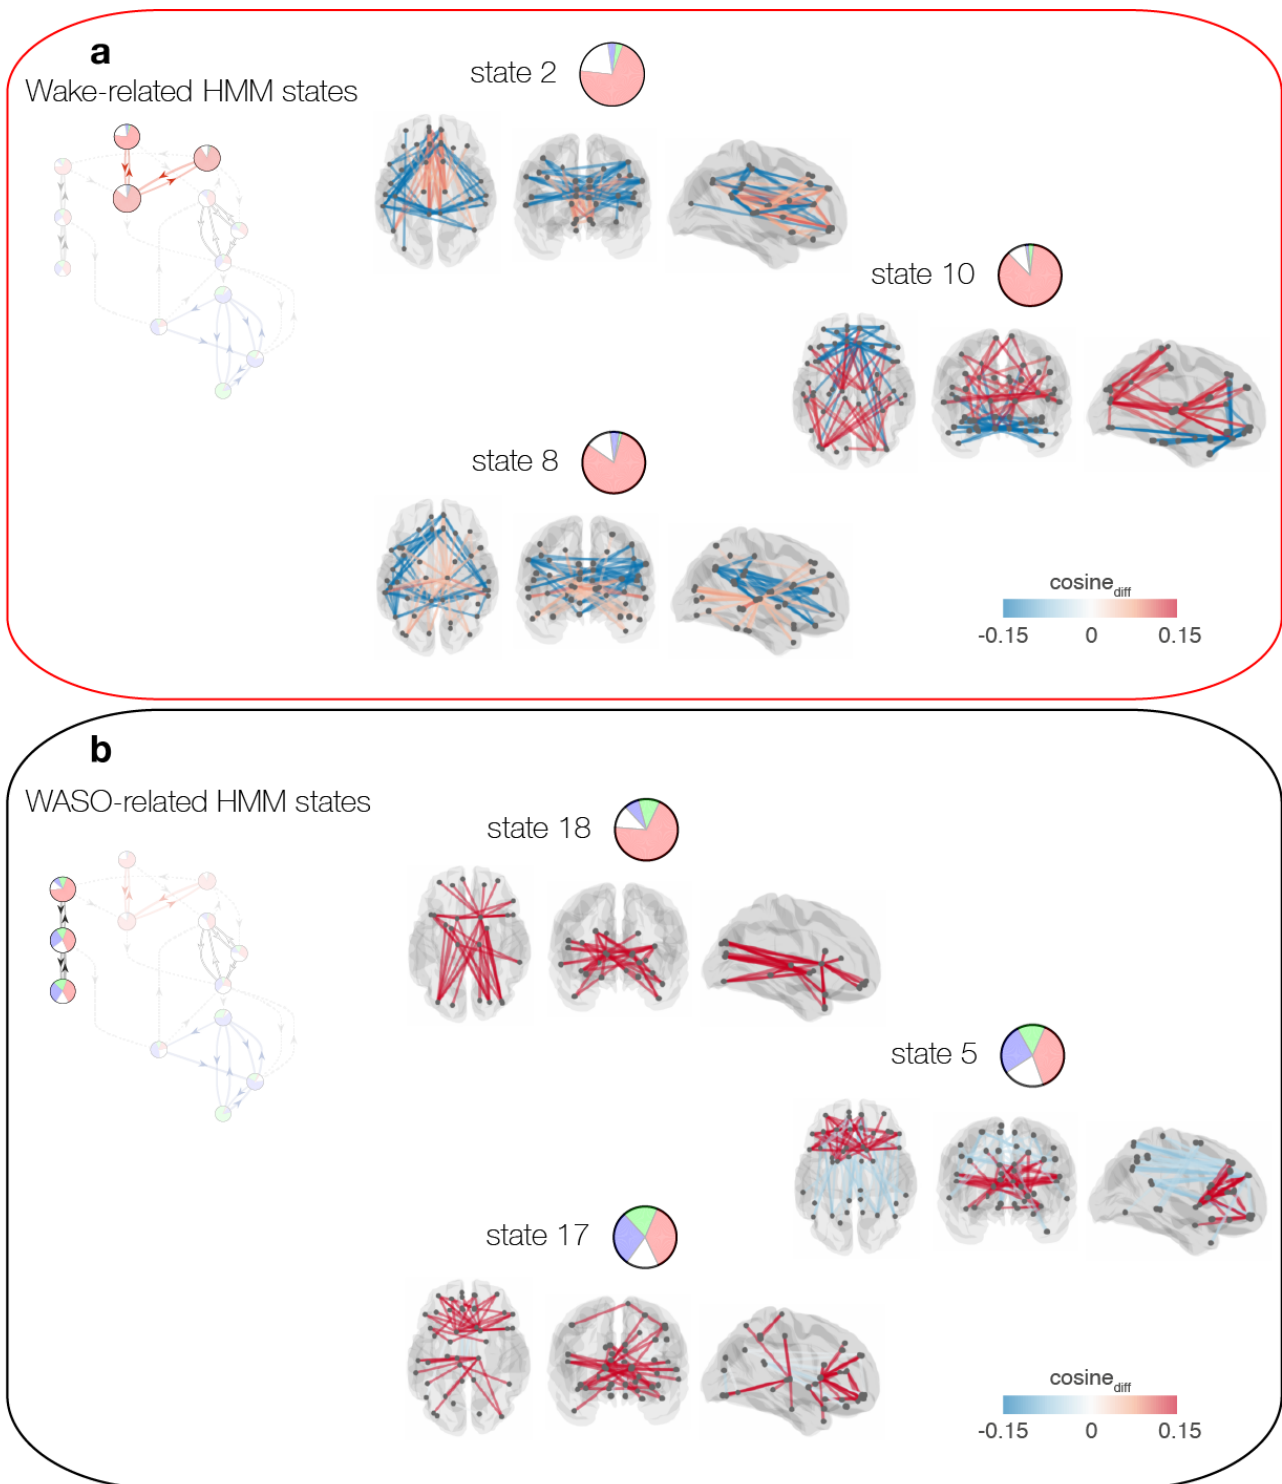 a
Wake-related HMM states
state 2
state 10
state 8
cosine diff
-0.15 0 0.15
b
WASO-related HMM states
state 18
state 5
state 17
cosine diff
-0.15 0 0.15